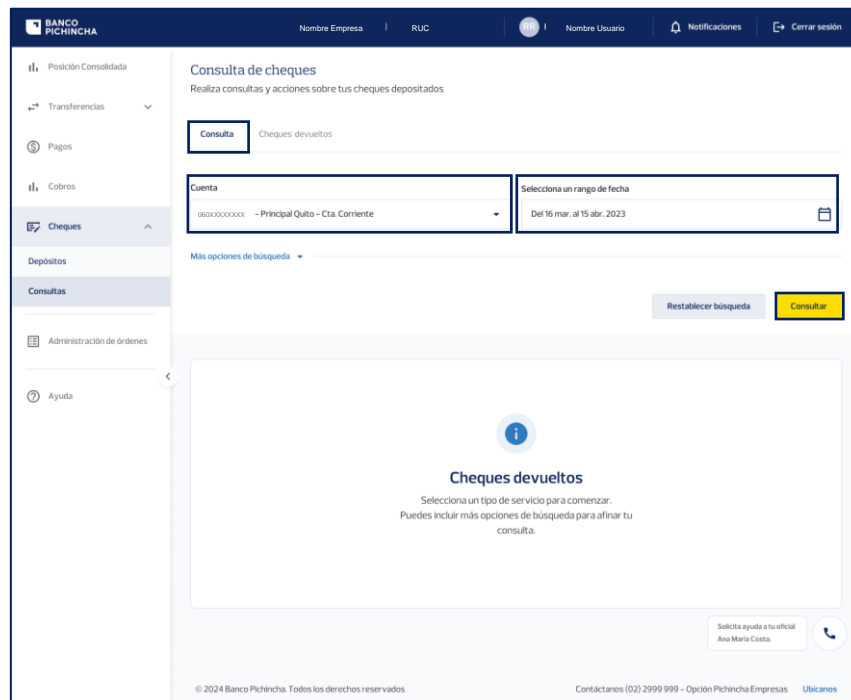 BANCO
PICHINCHA
Nombre Empresa | RUC
RR | Nombre Usuario
Notificaciones
Cerrar sesión
Posición Consolidada
Transferencias
Pagos
Cobros
Cheques
Depósitos
Consultas
Administración de órdenes
Ayuda
Consulta de cheques
Realiza consultas y acciones sobre tus cheques depositados
Consulta
Cheques devueltos
Cuenta
060XXXXXXXX – Principal Quito – Cta. Corriente
Selecciona un rango de fecha
Del 16 mar. al 15 abr. 2023
Más opciones de búsqueda
Restablecer búsqueda
Consultar
Cheques devueltos
Selecciona un tipo de servicio para comenzar.
Puedes incluir más opciones de búsqueda para afinar tu
consulta.
Solicita ayuda a tu oficial
Ana María Costa.
© 2024 Banco Pichincha. Todos los derechos reservados
Contáctanos (02) 2999 999 – Opción Pichincha Empresas
Ubícanos